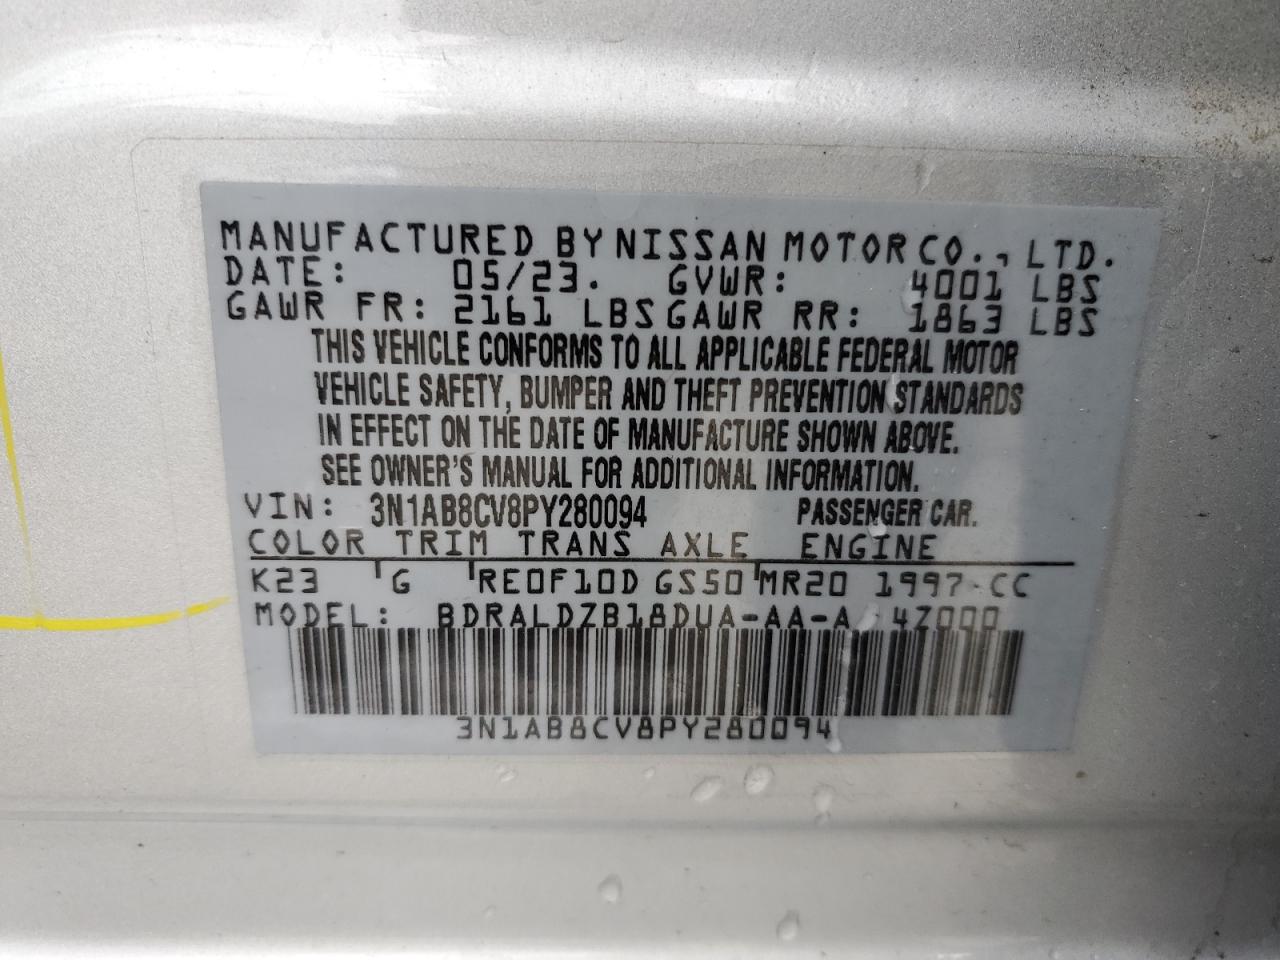 MANUFACTURED BY NISSAN MOTOR CO., LTD.
DATE: 05/23. GVWR: 4001 LBS
GAWR FR: 2161 LBS GAWR RR: 1863 LBS
THIS VEHICLE CONFORMS TO ALL APPLICABLE FEDERAL MOTOR
VEHICLE SAFETY, BUMPER AND THEFT PREVENTION STANDARDS
IN EFFECT ON THE DATE OF MANUFACTURE SHOWN ABOVE.
SEE OWNER'S MANUAL FOR ADDITIONAL INFORMATION.
VIN: 3N1AB8CV8PY280094 PASSENGER CAR.
COLOR TRIM TRANS AXLE ENGINE
K23 G RE0F10D GS50 MR20 1997-CC
MODEL: BDRALDZB18DUA-AA-A 4Z000
3N1AB8CV8PY280094